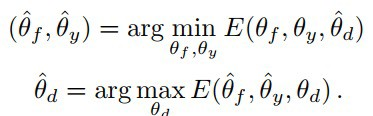 (θ̂_f, θ̂_y) = arg min_{θ_f,θ_y} E(θ_f, θ_y, θ̂_d)
θ̂_d = arg max_{θ_d} E(θ̂_f, θ̂_y, θ_d) .